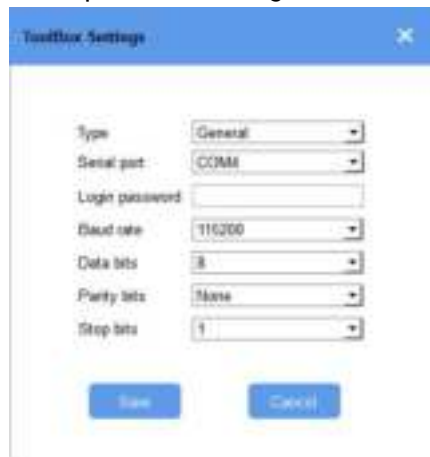 ToolBox Settings ×
Type General
Serial port COM4
Login password
Baud rate 115200
Data bits 8
Parity bits None
Stop bits 1
Save Cancel